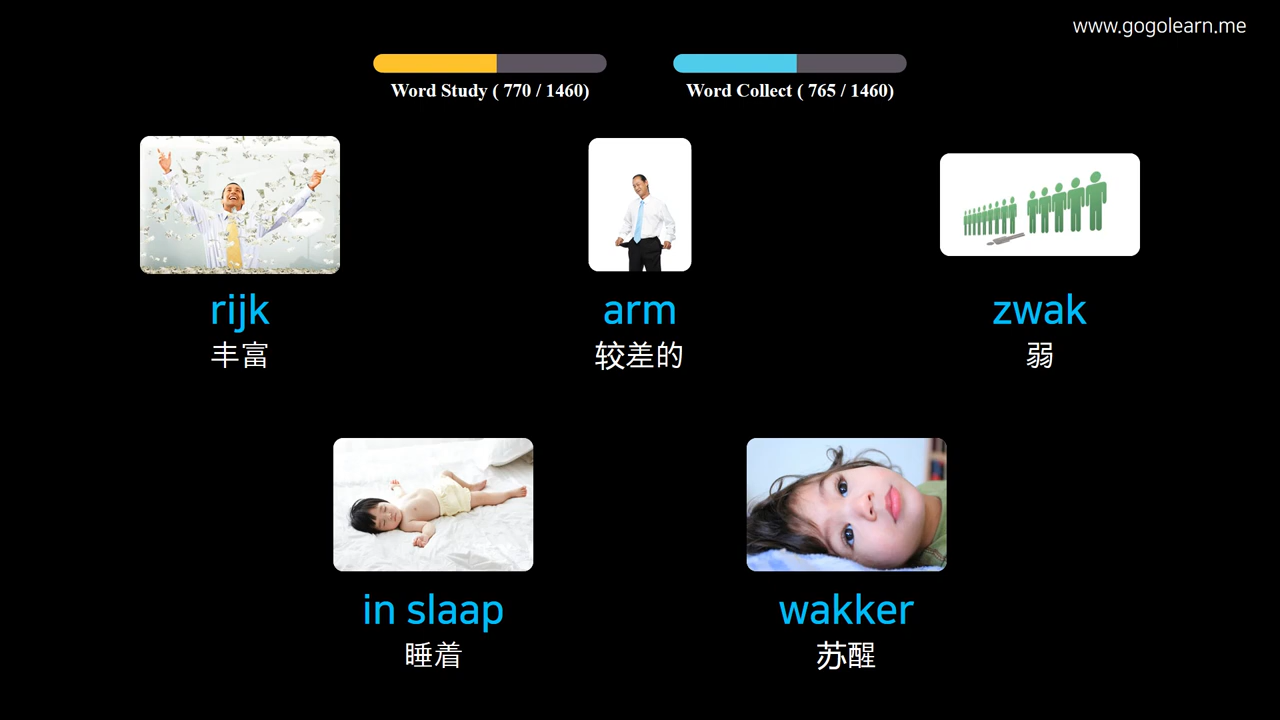 www.gogolearn.me
Word Study ( 770 / 1460)
Word Collect ( 765 / 1460)
rijk
丰富
arm
较差的
zwak
弱
in slaap
睡着
wakker
苏醒